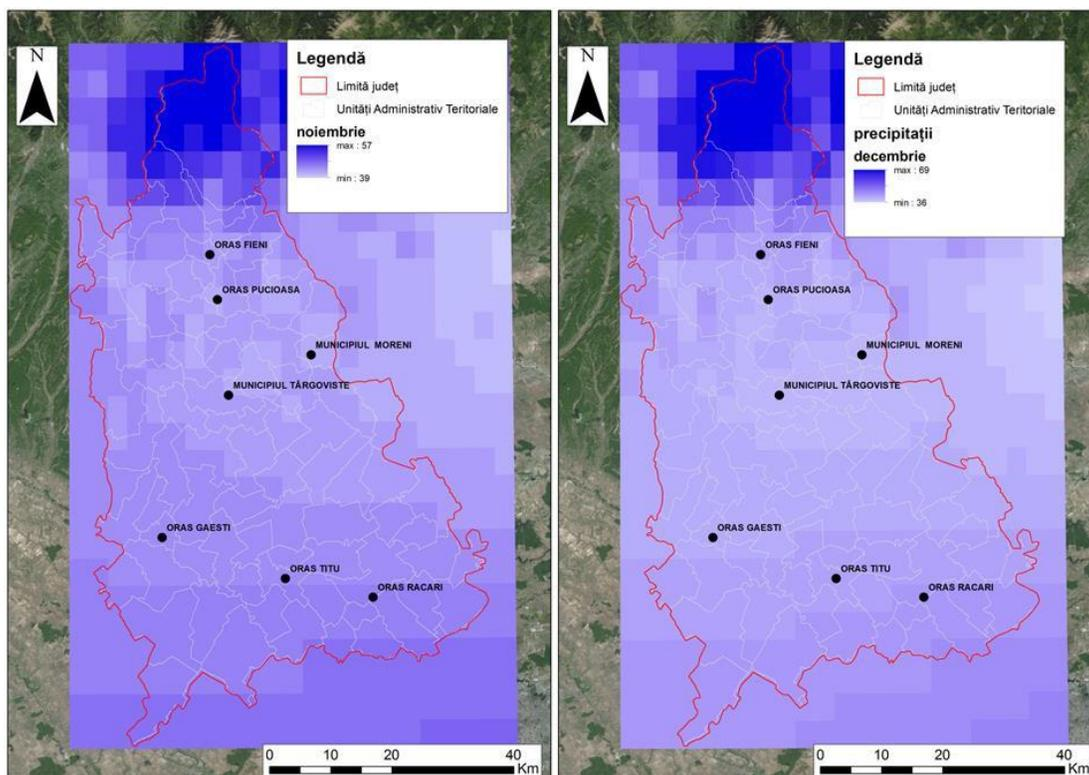 N
Legendă
Limită județ
Unități Administrativ Teritoriale
noiembrie
max : 57
min : 39
ORAS FIENI
ORAS PUCIOASA
MUNICIPIUL MORENI
MUNICIPIUL TÂRGOVISTE
ORAS GAESTI
ORAS TITU
ORAS RACARI
0 10 20 40
Km
N
Legendă
Limită județ
Unități Administrativ Teritoriale
precipitații
decembrie
max : 69
min : 36
ORAS FIENI
ORAS PUCIOASA
MUNICIPIUL MORENI
MUNICIPIUL TÂRGOVISTE
ORAS GAESTI
ORAS TITU
ORAS RACARI
0 10 20 40
Km